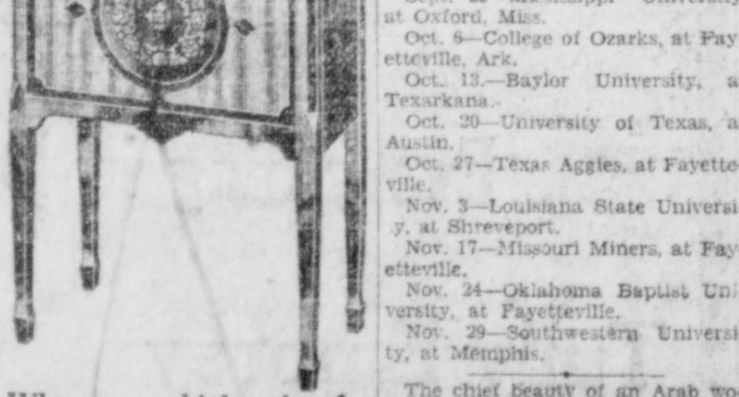 at Oxford, Miss.
Oct. 6—College of Ozarks, at Fay
etteville, Ark.
Oct. 13.—Baylor University, a
Texarkana.
Oct. 20—University of Texas, a
Austin.
Oct. 27—Texas Aggies, at Fayette-
ville.
Nov. 3—Louisiana State Universi
y, at Shreveport.
Nov. 17—Missouri Miners, at Fay
etteville.
Nov. 24—Oklahoma Baptist Uni
versity, at Fayetteville.
Nov. 29—Southwestern Universi
ty, at Memphis.
The chief beauty of an Arab wo-